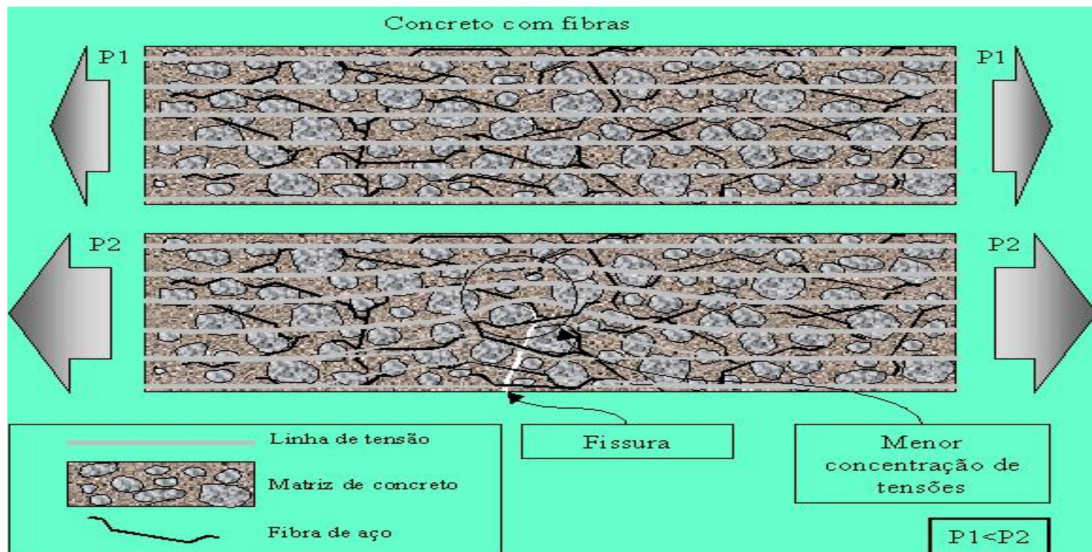 Concreto com fibras
P1
P1
P2
P2
Linha de tensão
Matriz de concreto
Fibra de aço
Fissura
Menor
concentração de
tensões
P1<P2